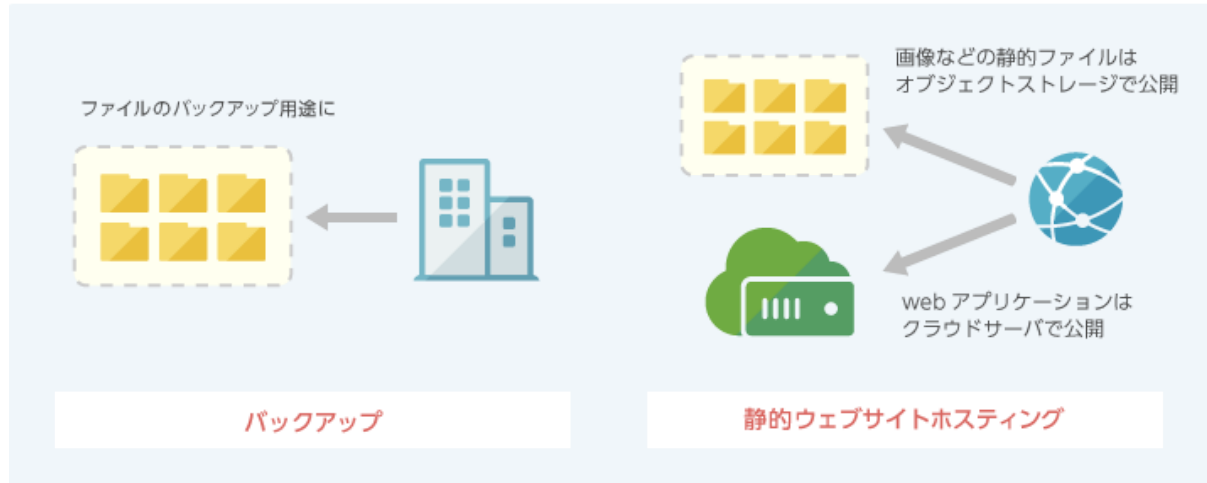 ファイルのバックアップ用途に
バックアップ
画像などの静的ファイルは
オブジェクトストレージで公開
web アプリケーションは
クラウドサーバで公開
静的ウェブサイトホスティング